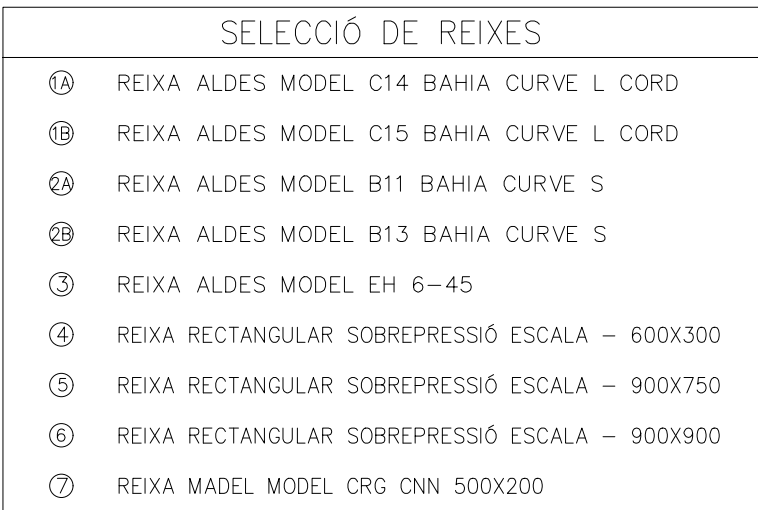 SELECCIÓ DE REIXES
1A REIXA ALDES MODEL C14 BAHIA CURVE L CORD
1B REIXA ALDES MODEL C15 BAHIA CURVE L CORD
2A REIXA ALDES MODEL B11 BAHIA CURVE S
2B REIXA ALDES MODEL B13 BAHIA CURVE S
3 REIXA ALDES MODEL EH 6-45
4 REIXA RECTANGULAR SOBREPRESSIÓ ESCALA - 600X300
5 REIXA RECTANGULAR SOBREPRESSIÓ ESCALA - 900X750
6 REIXA RECTANGULAR SOBREPRESSIÓ ESCALA - 900X900
7 REIXA MADEL MODEL CRG CNN 500X200